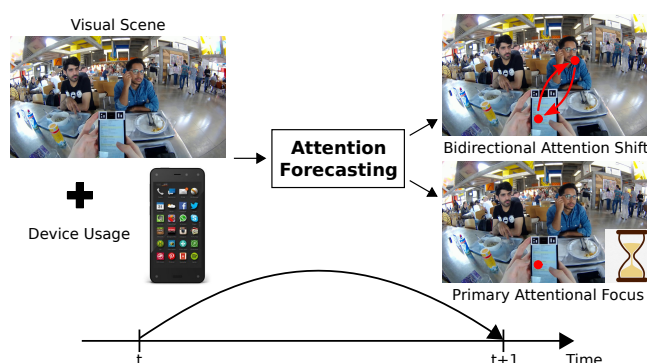 Visual Scene
Attention
Forecasting
Bidirectional Attention Shift
Device Usage
Primary Attentional Focus
t
t+1
Time